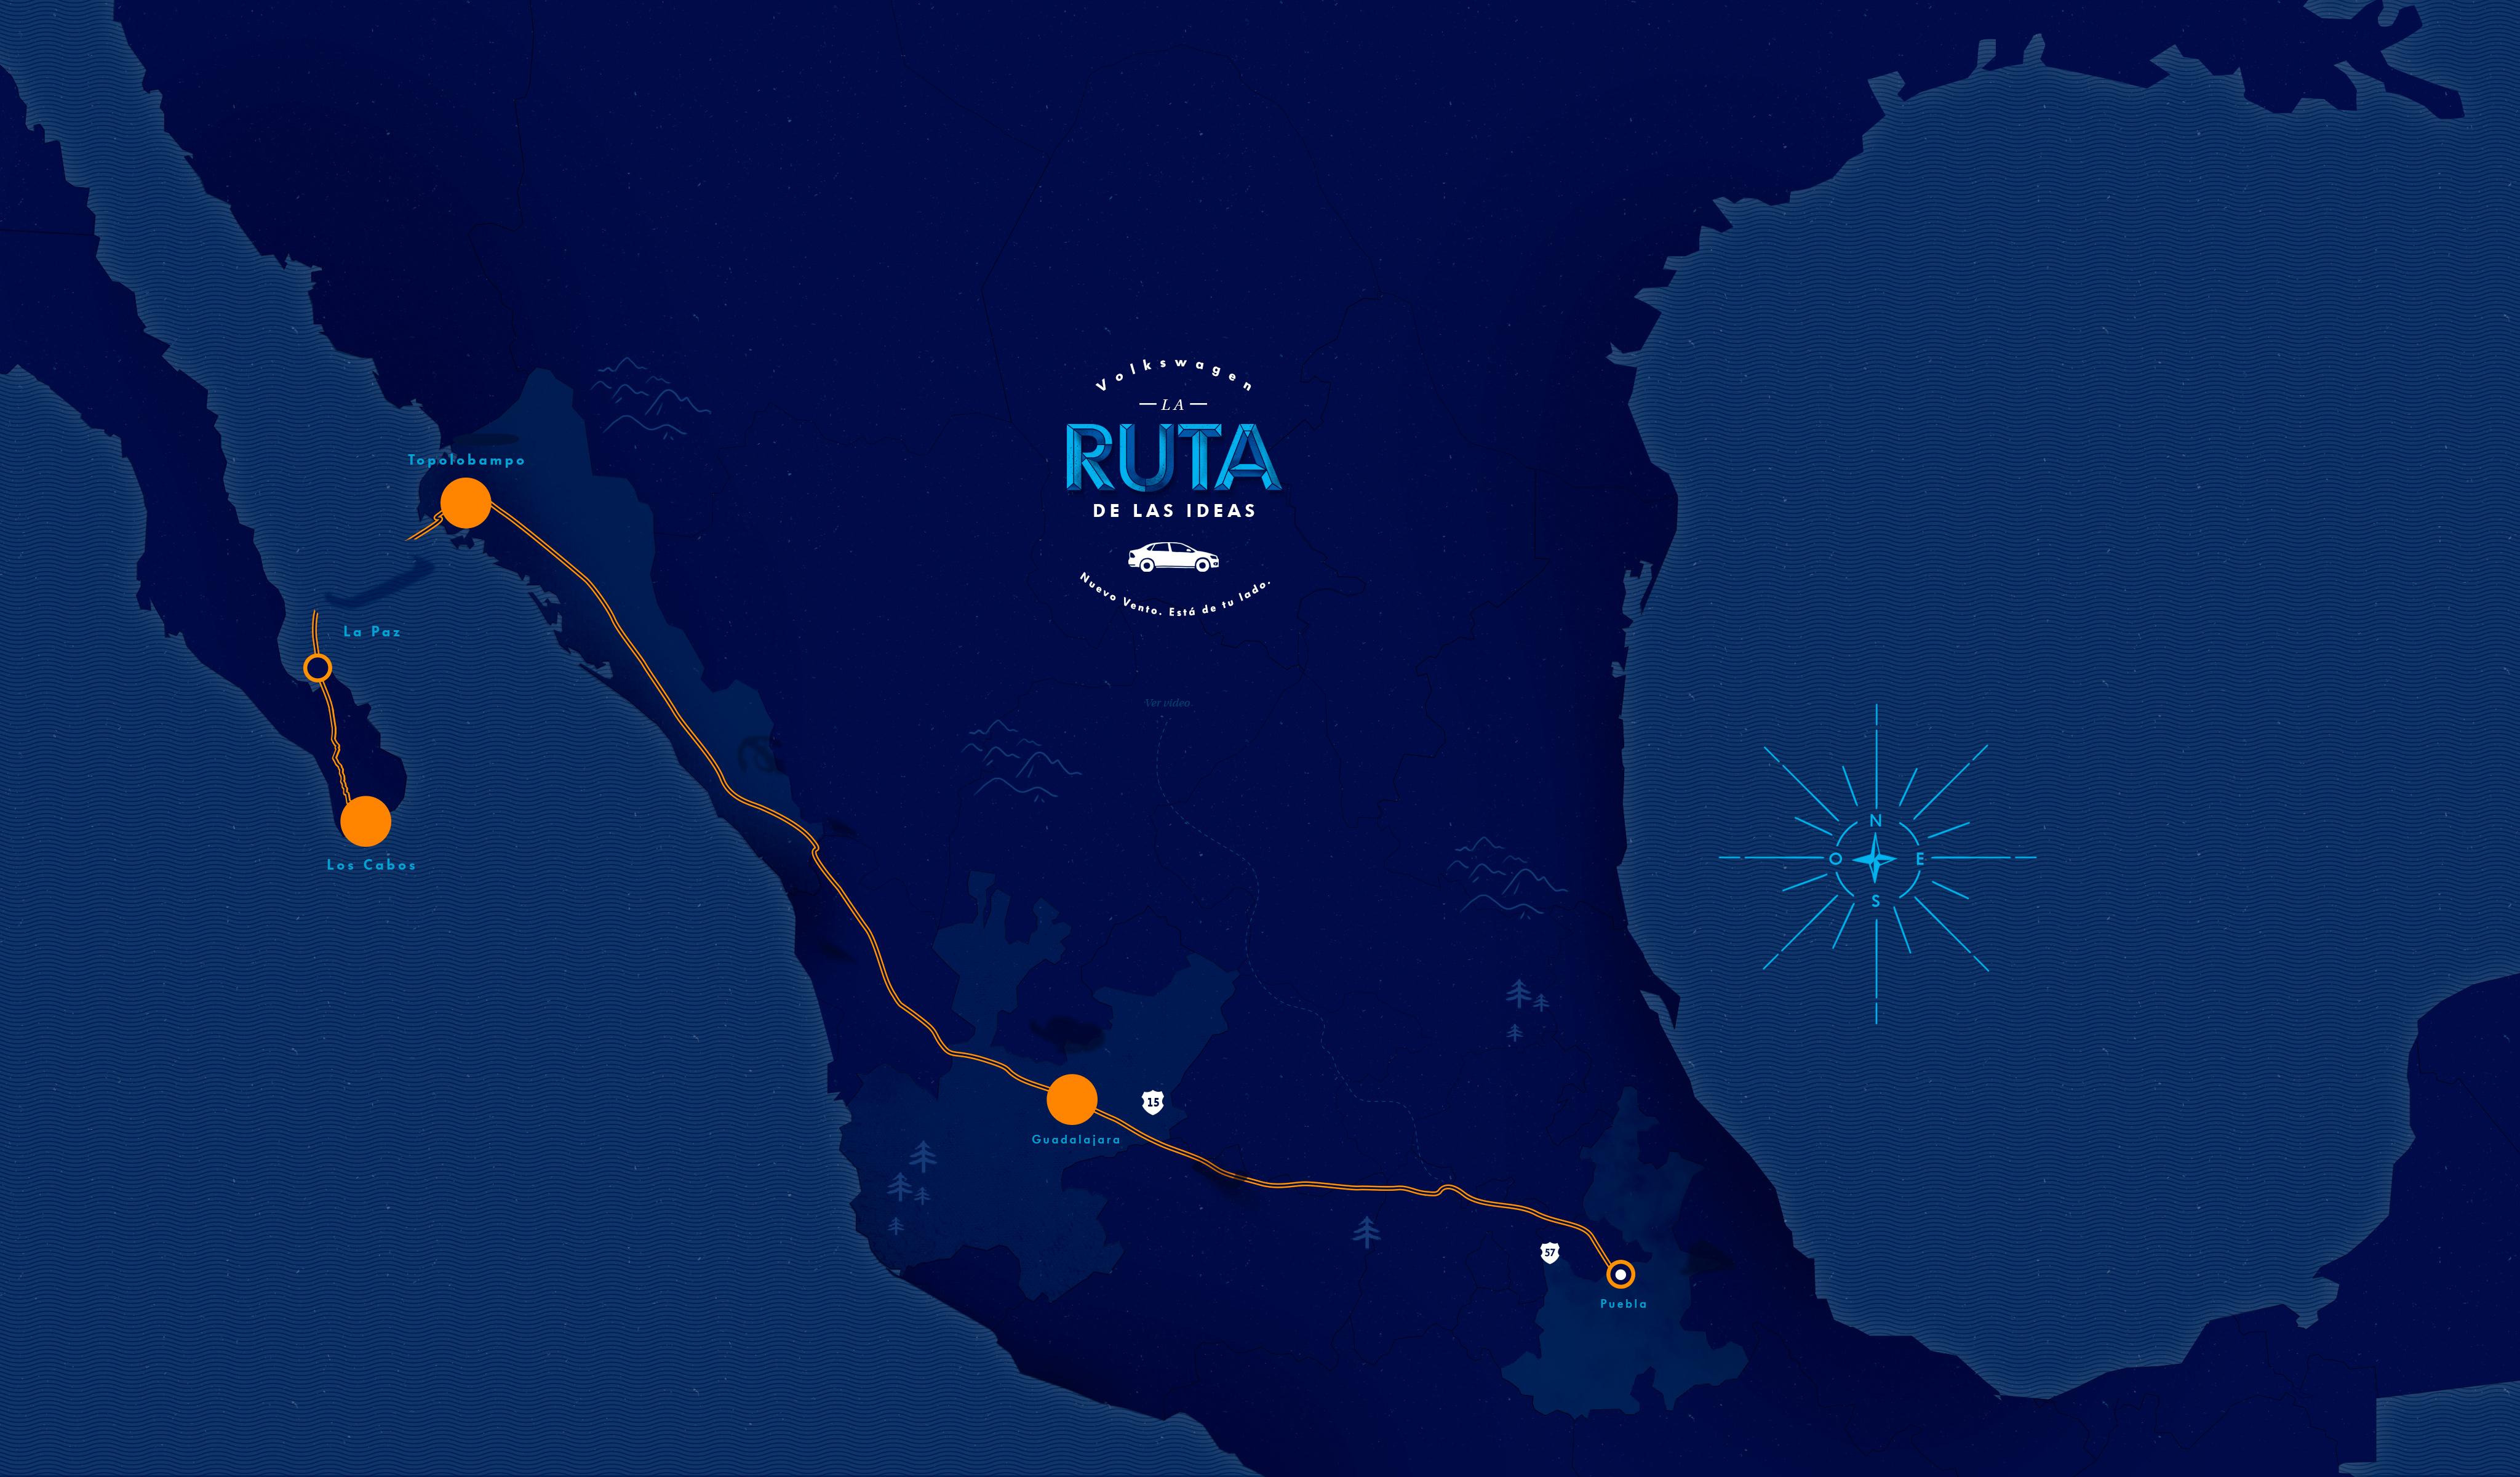 Volkswagen
LA
RUTA
DE LAS IDEAS
Nuevo Vento. Está de tu lado.
Topolobampo
La Paz
Los Cabos
Ver video.
N
O
E
S
15
Guadalajara
57
Puebla